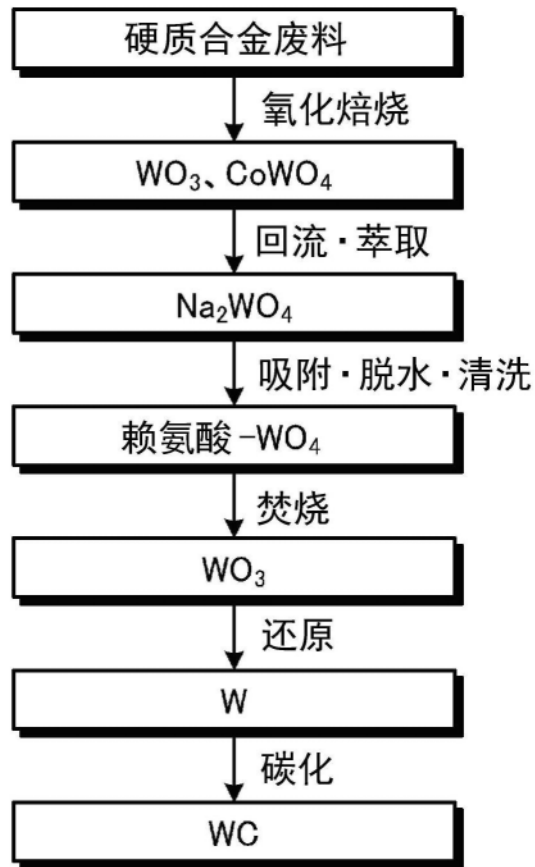 硬质合金废料
氧化焙烧
WO₃、CoWO₄
回流·萃取
Na₂WO₄
吸附·脱水·清洗
赖氨酸-WO₄
焚烧
WO₃
还原
W
碳化
WC